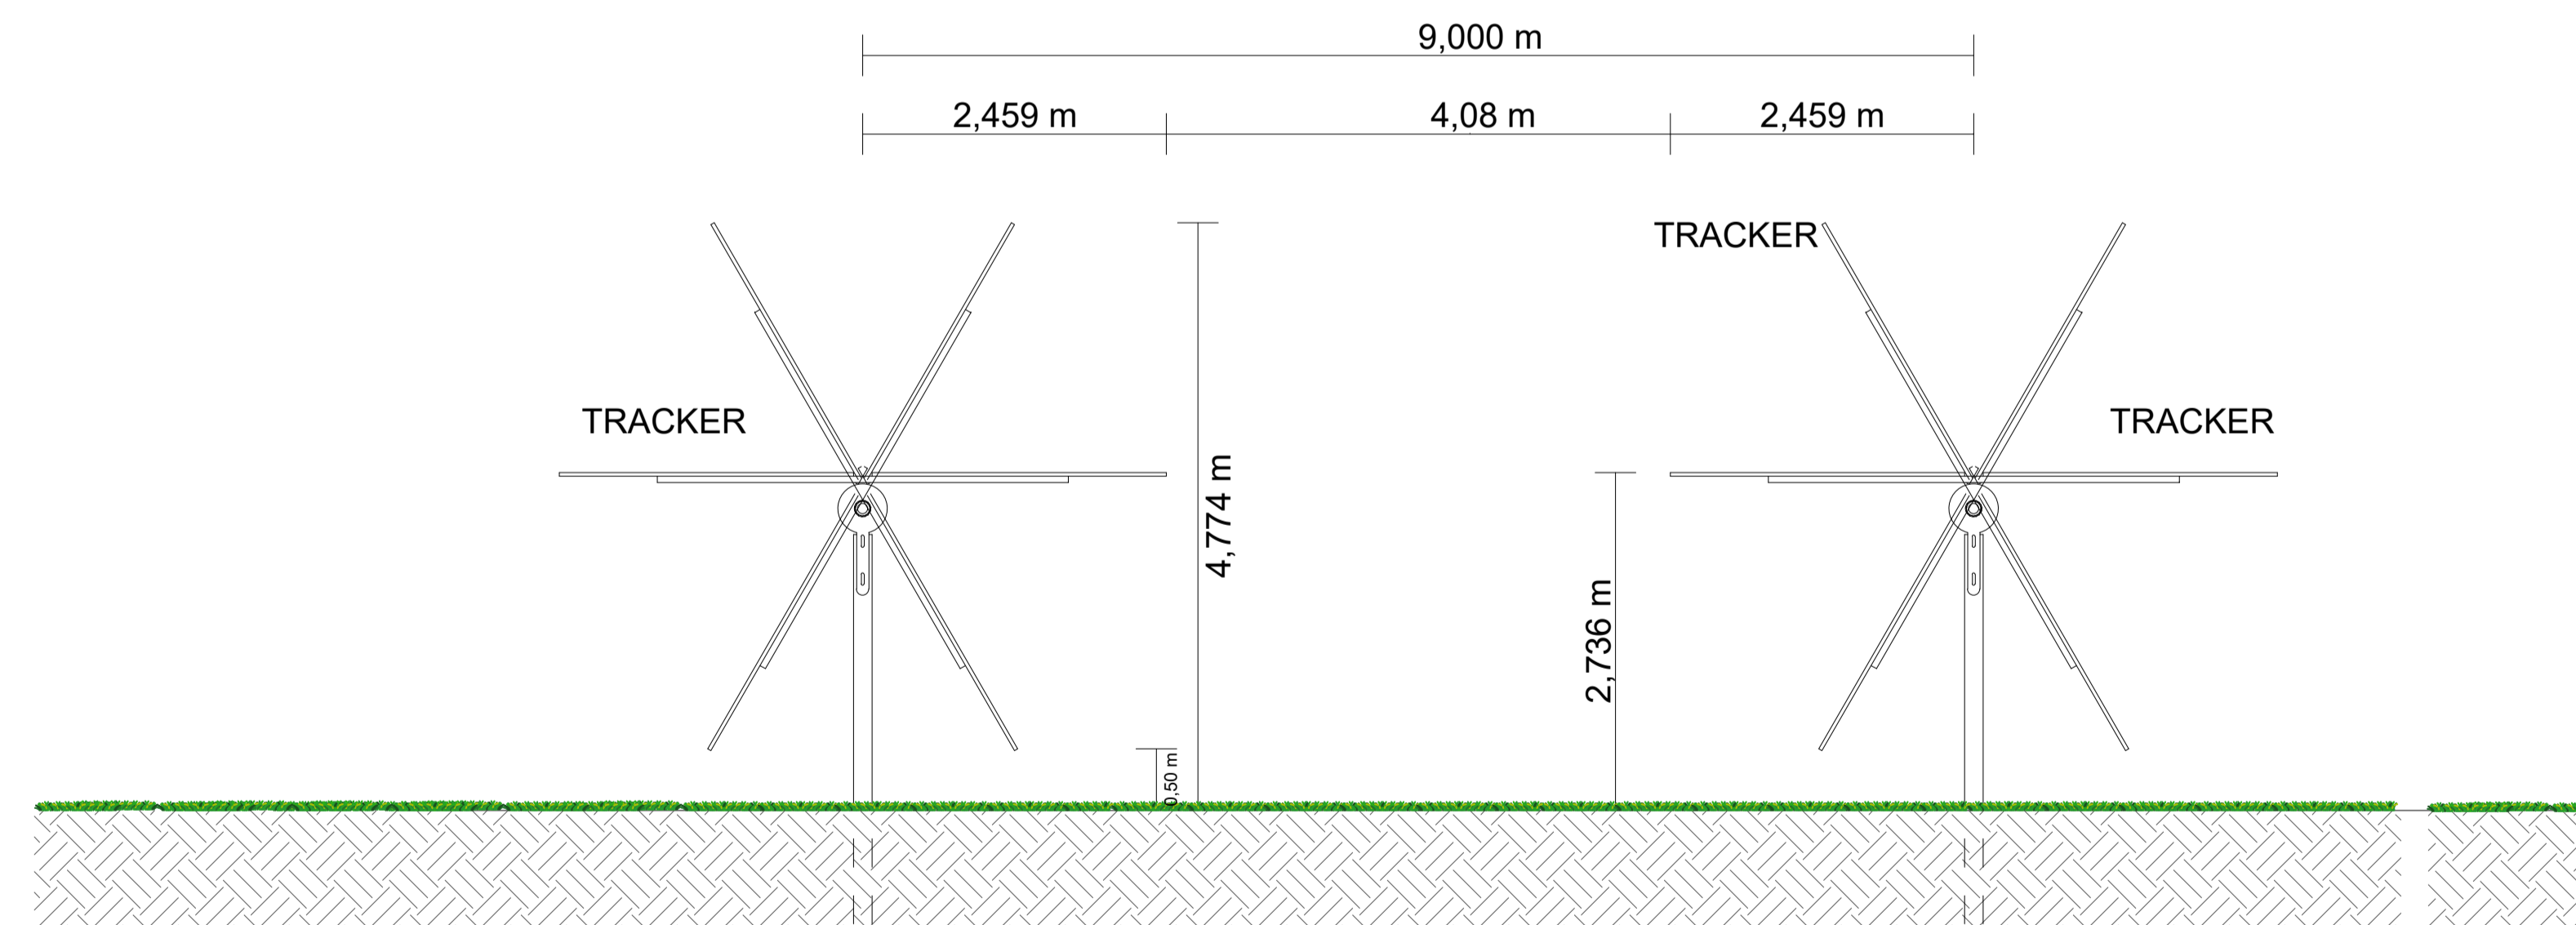 9,000 m
2,459 m
4,08 m
2,459 m
TRACKER
TRACKER
TRACKER
4,774 m
2,736 m
0,50 m